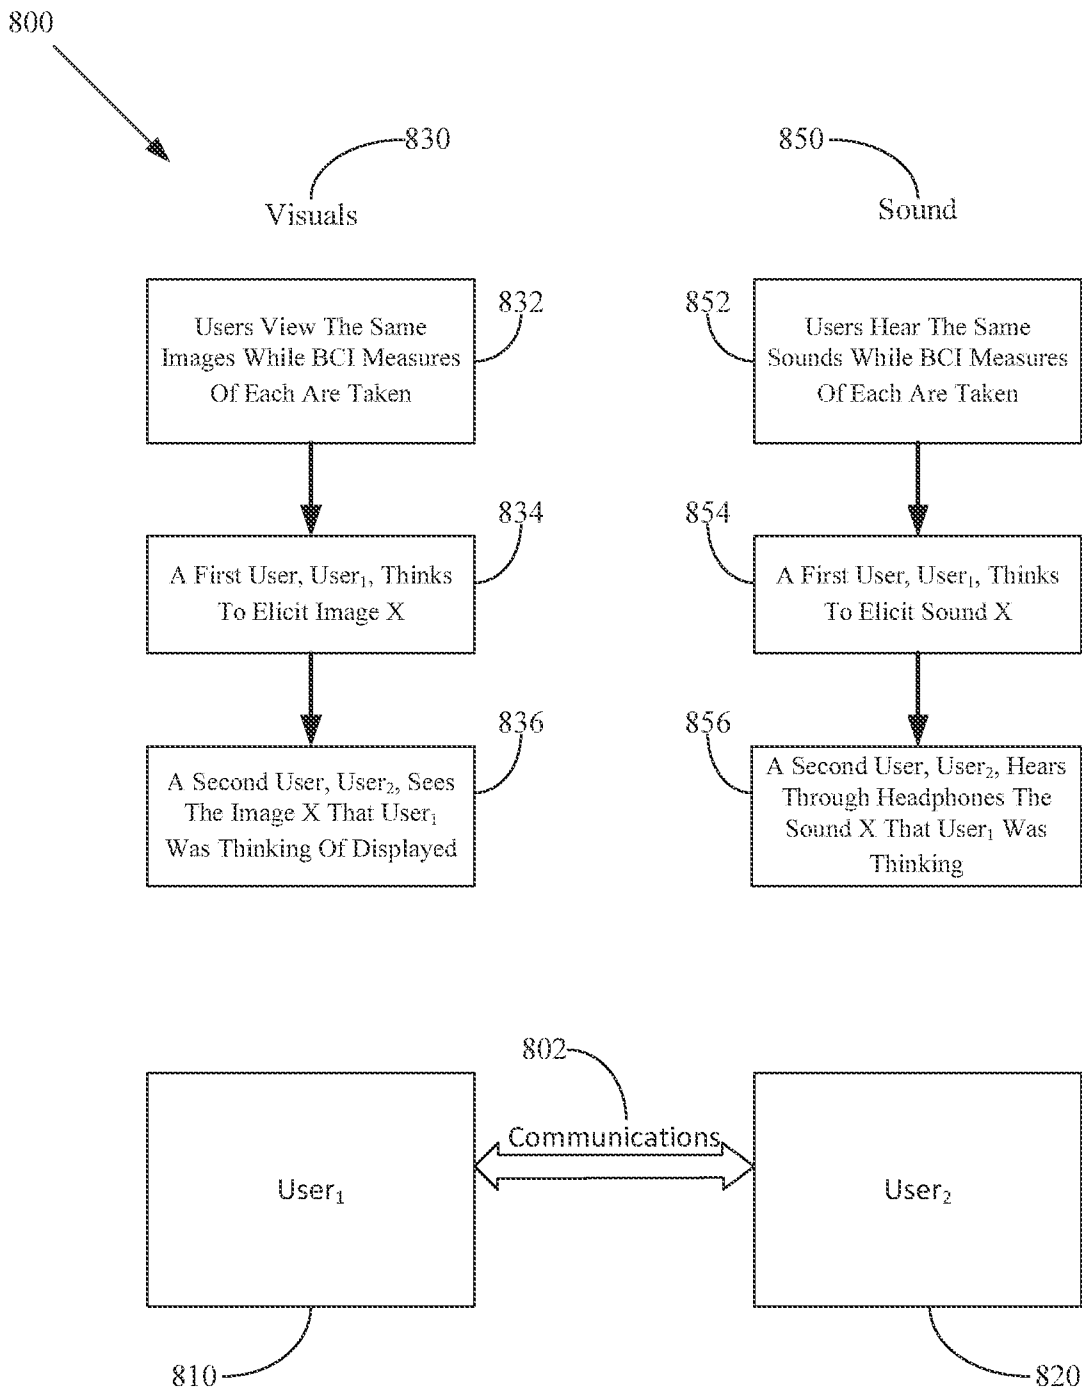 800
830
850
Visuals
Sound
832
852
Users View The Same
Images While BCI Measures
Of Each Are Taken
Users Hear The Same
Sounds While BCI Measures
Of Each Are Taken
834
854
A First User, User₁, Thinks
To Elicit Image X
A First User, User₁, Thinks
To Elicit Sound X
836
856
A Second User, User₂, Sees
The Image X That User₁
Was Thinking Of Displayed
A Second User, User₂, Hears
Through Headphones The
Sound X That User₁ Was
Thinking
802
Communications
User₁
User₂
810
820